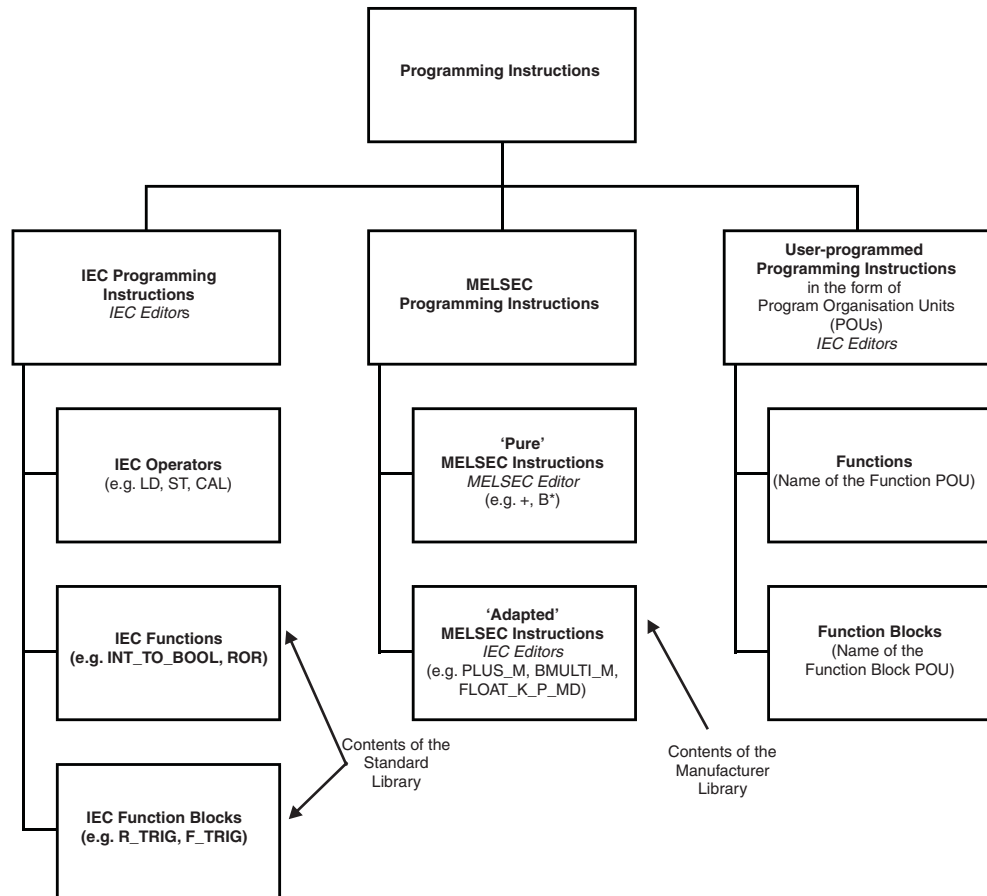 Programming Instructions
IEC Programming
Instructions
IEC Editors
MELSEC
Programming Instructions
User-programmed
Programming Instructions
in the form of
Program Organisation Units
(POUs)
IEC Editors
IEC Operators
(e.g. LD, ST, CAL)
'Pure'
MELSEC Instructions
MELSEC Editor
(e.g. +, B*)
Functions
(Name of the Function POU)
IEC Functions
(e.g. INT_TO_BOOL, ROR)
'Adapted'
MELSEC Instructions
IEC Editors
(e.g. PLUS_M, BMULTI_M,
FLOAT_K_P_MD)
Function Blocks
(Name of the
Function Block POU)
Contents of the
Standard
Library
Contents of the
Manufacturer
Library
IEC Function Blocks
(e.g. R_TRIG, F_TRIG)